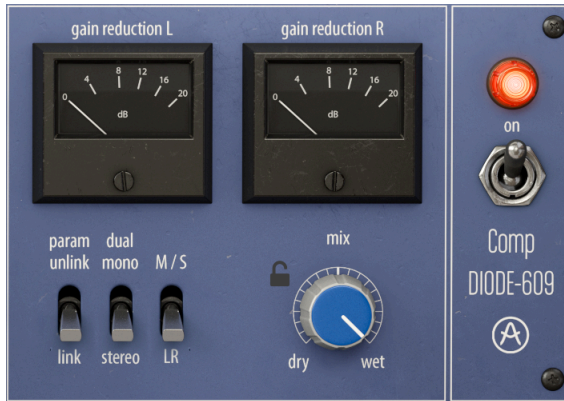 gain reduction L
gain reduction R
0 4 8 12 16 20
dB
0 4 8 12 16 20
dB
on
param
unlink
dual
mono
M / S
mix
link
stereo
LR
dry
wet
Comp
DIODE-609